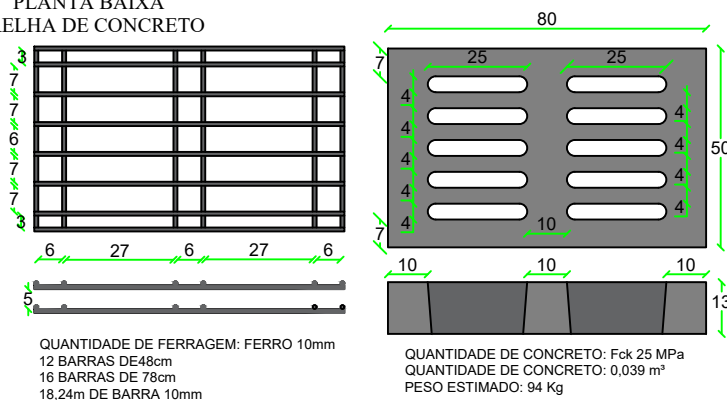 PLANTA BAIXA
RELHA DE CONCRETO
3
7
7
6
7
7
3
6 27 6 27 6
5
QUANTIDADE DE FERRAGEM: FERRO 10mm
12 BARRAS DE48cm
16 BARRAS DE 78cm
18,24m DE BARRA 10mm
80
7
25 25
4 4
4 4
4 4
4 4
50
10
7
10 10 10
13
QUANTIDADE DE CONCRETO: Fck 25 MPa
QUANTIDADE DE CONCRETO: 0,039 m³
PESO ESTIMADO: 94 Kg